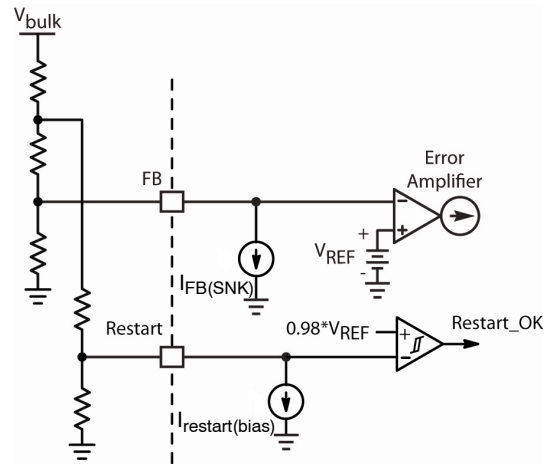 Vbulk
FB
Error
Amplifier
+
VREF
-
IFB(SNK)
Restart
0.98*VREF
Restart_OK
Irestart(bias)